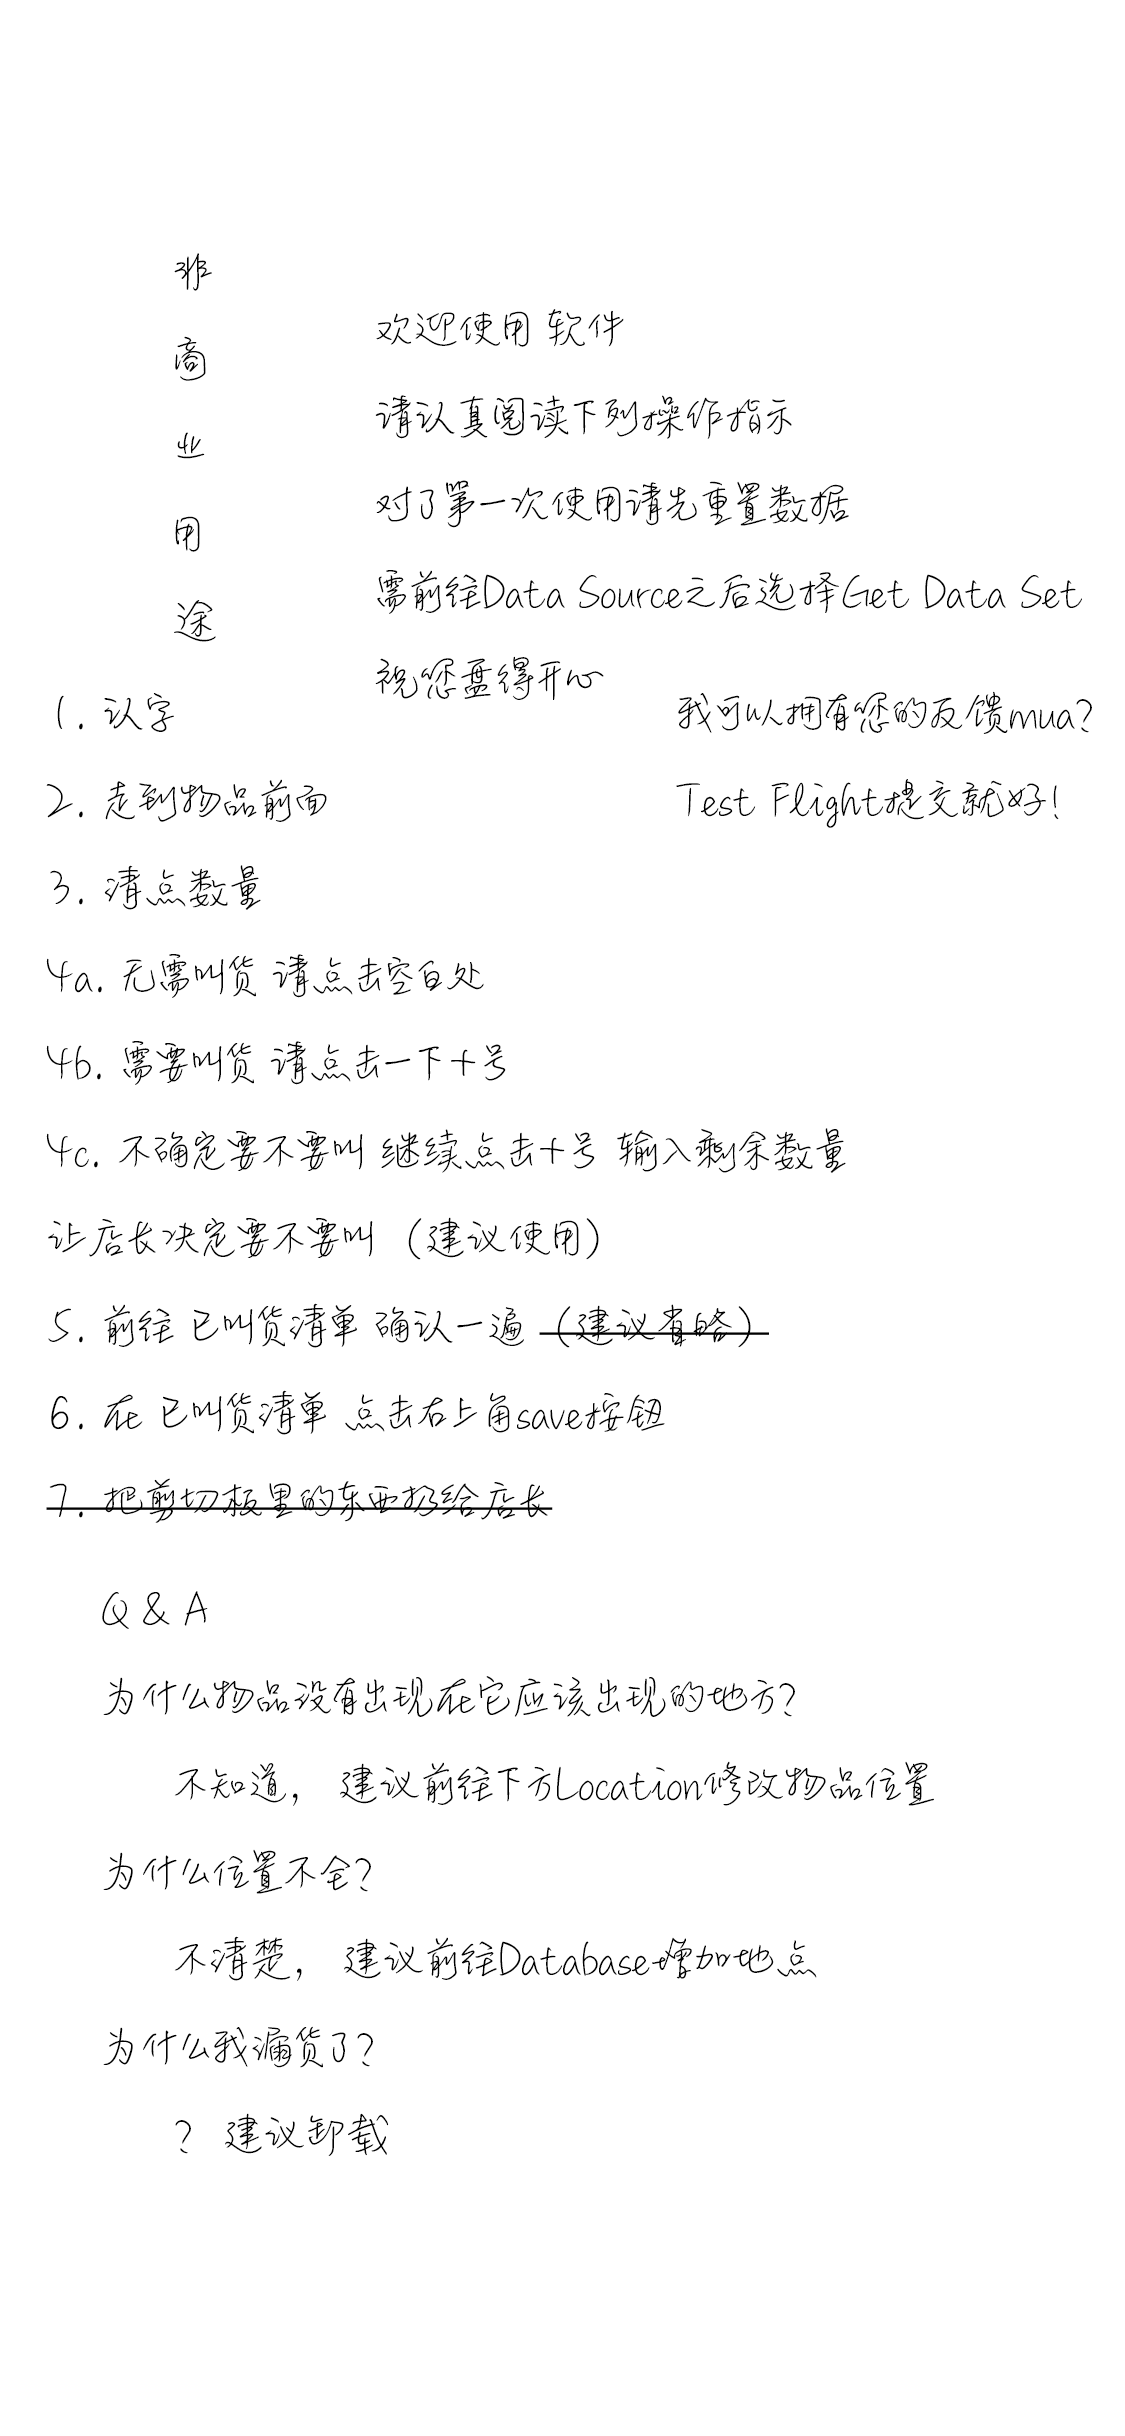 非商业用途
欢迎使用 软件
请认真阅读下列操作指示
对了第一次使用请先重置数据
需前往Data Source之后选择Get Data Set
祝您盘得开心
我可以拥有您的反馈mua?
Test Flight提交就好!
1. 认字
2. 走到物品前面
3. 清点数量
4a. 无需叫货 请点击空白处
4b. 需要叫货 请点击一下十号
4c. 不确定要不要叫 继续点击十号 输入剩余数量
让店长决定要不要叫 (建议使用)
5. 前往 已叫货清单 确认一遍 (建议省略)
6. 在 已叫货清单 点击右上角save按钮
7. 把剪切板里的东西扔给店长
Q & A
为什么物品没有出现在它应该出现的地方?
不知道, 建议前往下方Location修改物品位置
为什么位置不全?
不清楚, 建议前往Database增加地点
为什么我漏货了?
? 建议卸载